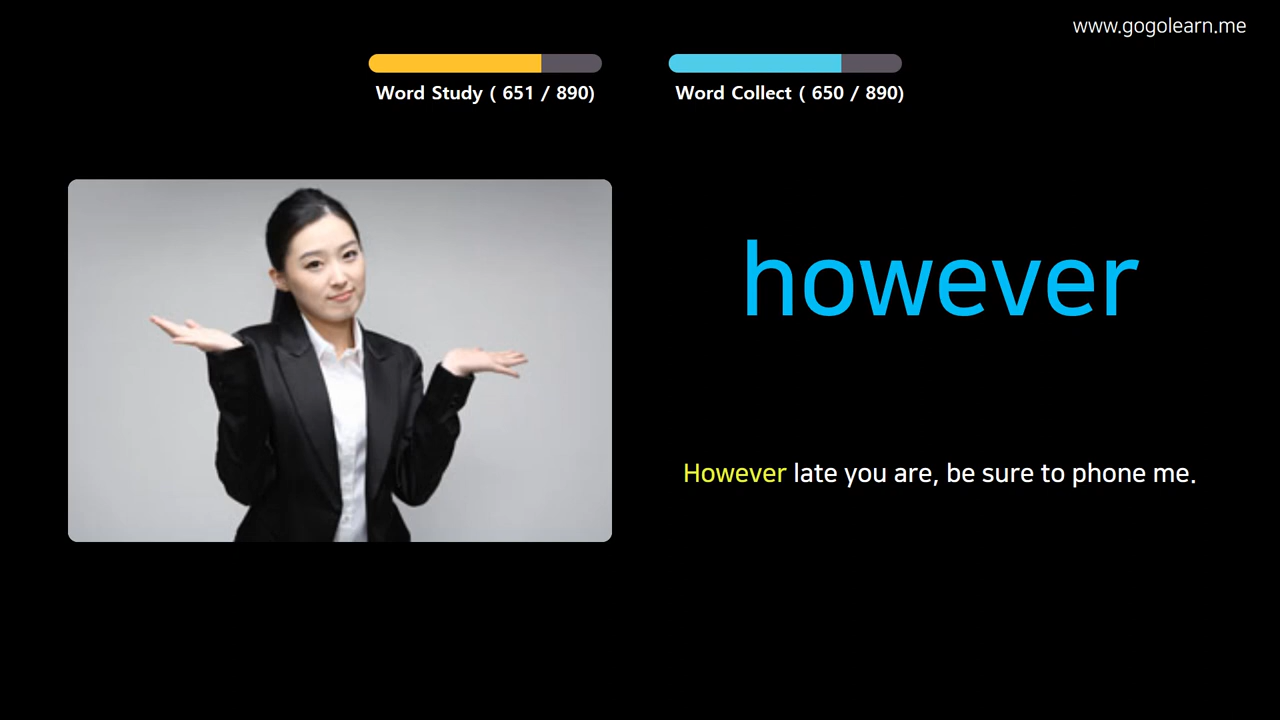 www.gogolearn.me
Word Study ( 651 / 890)
Word Collect ( 650 / 890)
however
However late you are, be sure to phone me.